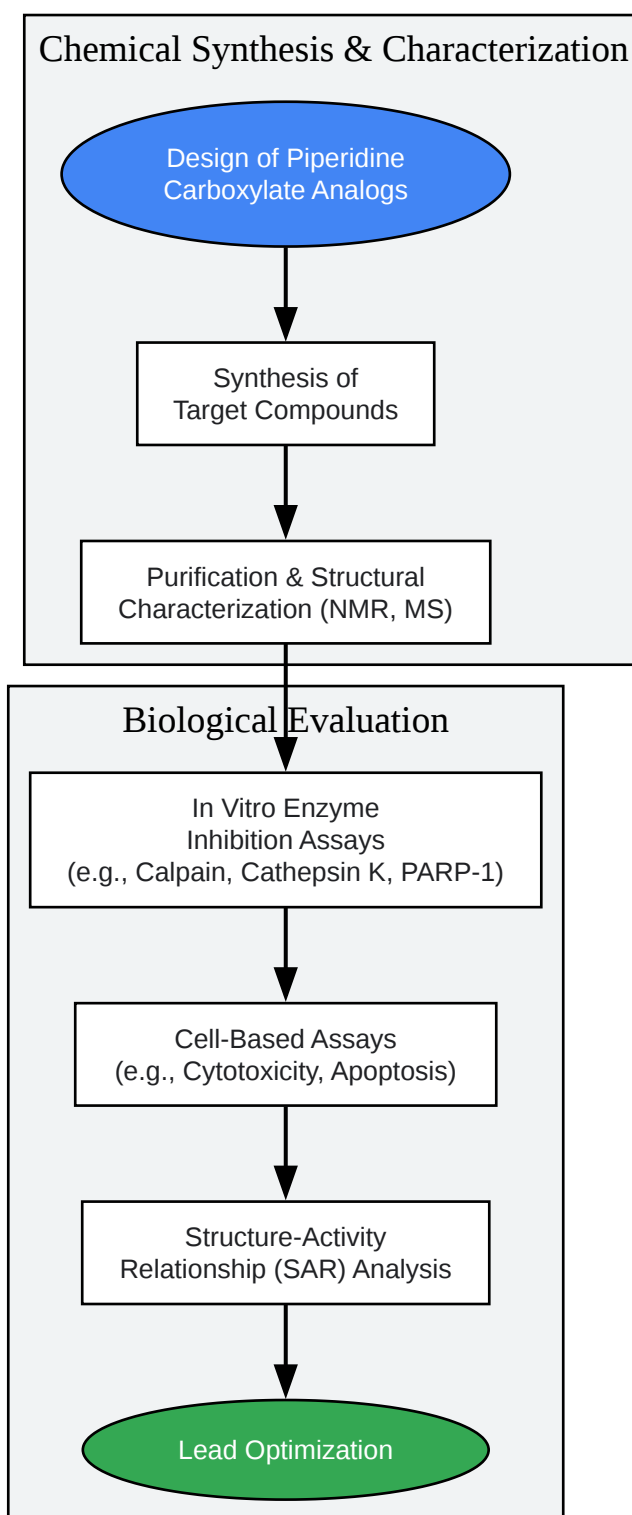 Chemical Synthesis & Characterization
Design of Piperidine
Carboxylate Analogs
Synthesis of
Target Compounds
Purification & Structural
Characterization (NMR, MS)
Biological Evaluation
In Vitro Enzyme
Inhibition Assays
(e.g., Calpain, Cathepsin K, PARP-1)
Cell-Based Assays
(e.g., Cytotoxicity, Apoptosis)
Structure-Activity
Relationship (SAR) Analysis
Lead Optimization